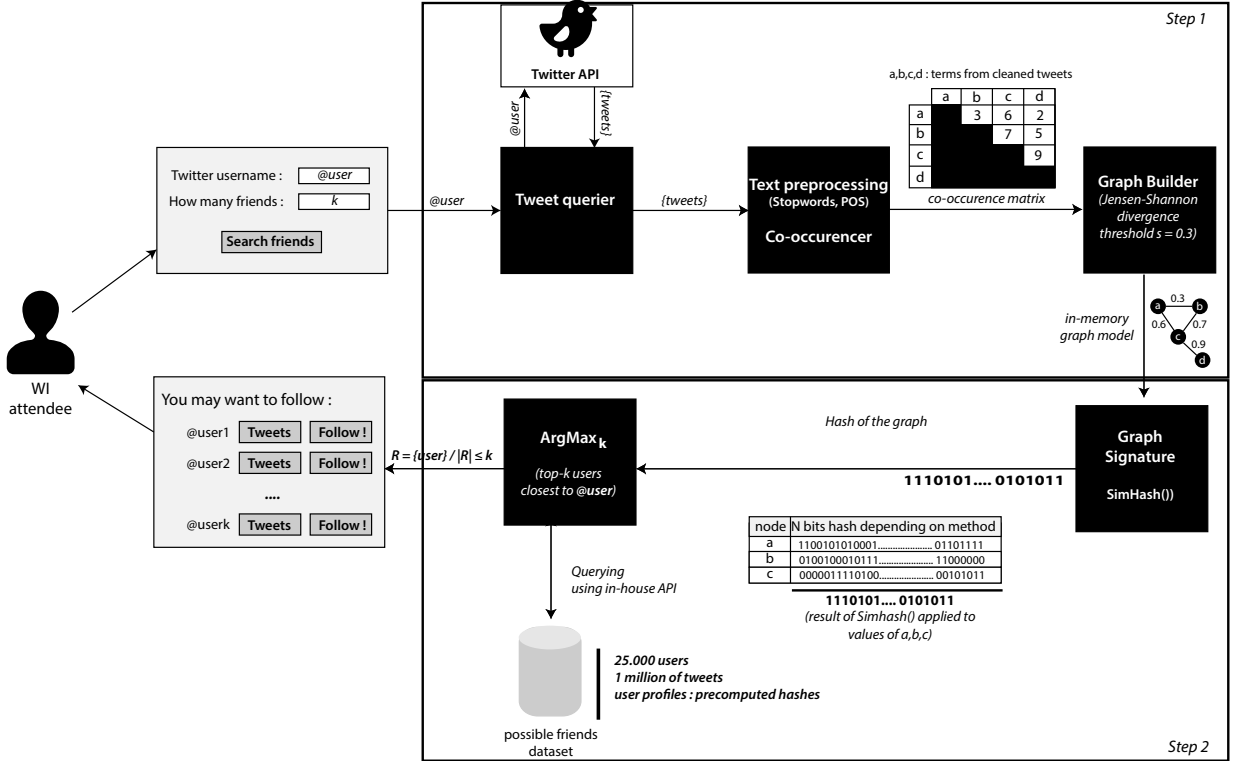 Step 1
Twitter API
@user
{tweets}
a,b,c,d : terms from cleaned tweets
a b c d
a 3 6 2
b 7 5
c 9
d
co-occurence matrix
Twitter username : @user
How many friends : k
Search friends
@user
Tweet querier
{tweets}
Text preprocessing
(Stopwords, POS)
Co-occurencer
Graph Builder
(Jensen-Shannon
divergence
threshold s = 0.3)
in-memory
graph model
a 0.3 b
0.6 0.7
c
0.9
d
WI
attendee
You may want to follow :
@user1 Tweets Follow !
@user2 Tweets Follow !
....
@userk Tweets Follow !
R = {user} / |R| ≤ k
ArgMaxk
(top-k users
closest to @user)
Hash of the graph
1110101.... 0101011
Graph
Signature
SimHash())
node N bits hash depending on method
a 1100101010001...................... 01101111
b 0100100010111...................... 11000000
c 0000011110100...................... 00101011
1110101.... 0101011
(result of Simhash() applied to
values of a,b,c)
Querying
using in-house API
25.000 users
1 million of tweets
user profiles : precomputed hashes
possible friends
dataset
Step 2